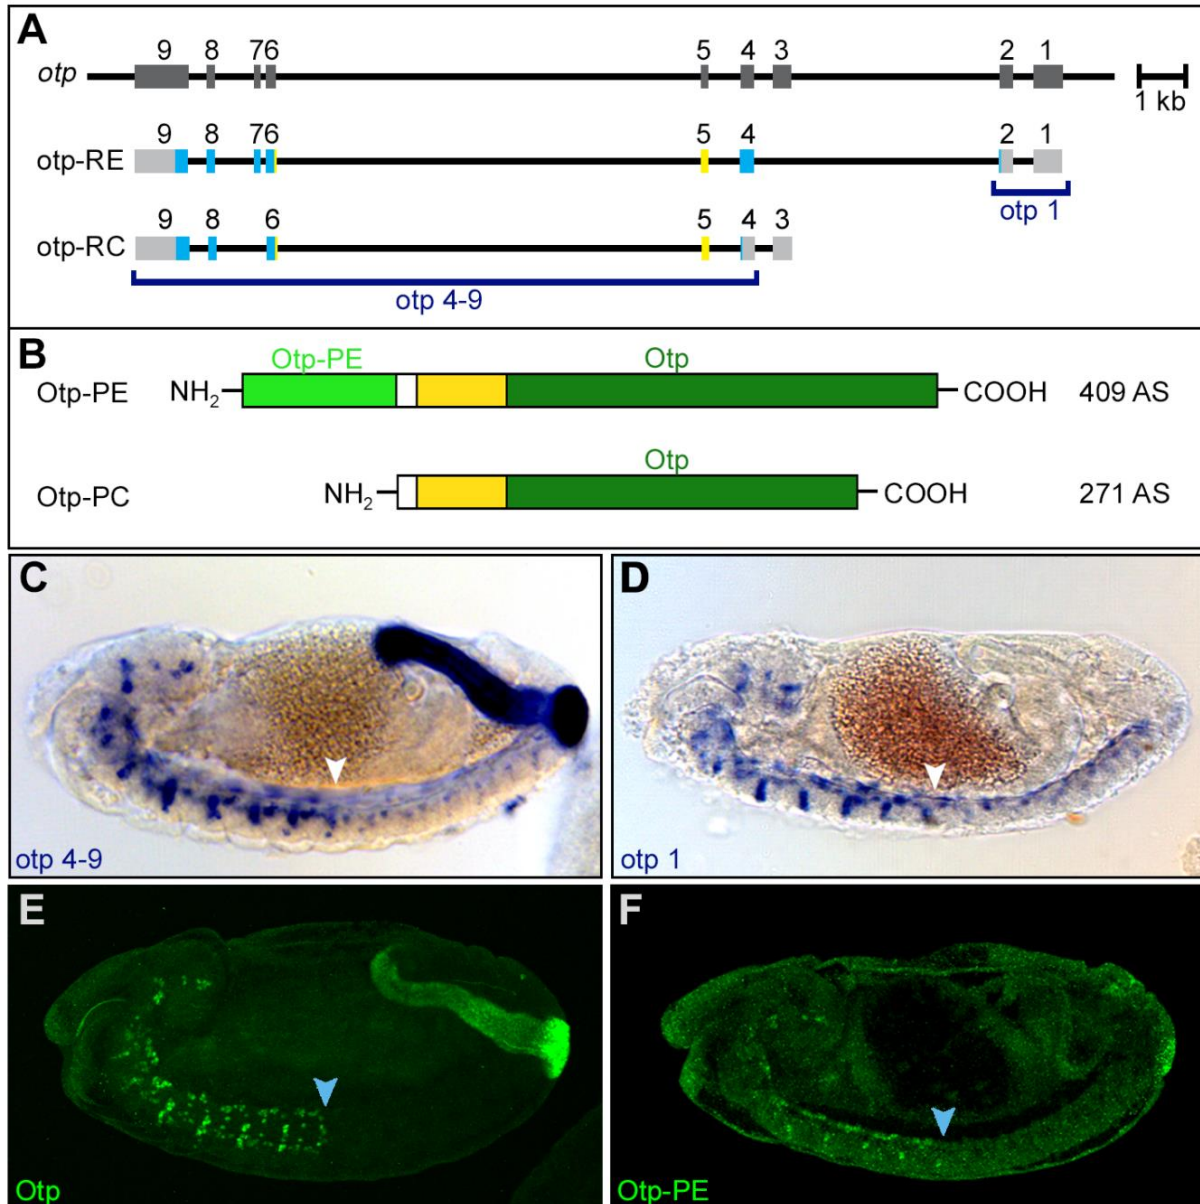 A
9 8 76 5 4 3 2 1
otp
1 kb
9 8 76 5 4 2 1
otp-RE
otp 1
9 8 6 5 4 3
otp-RC
otp 4-9
B
Otp-PE Otp
Otp-PE NH2 COOH 409 AS
Otp
Otp-PC NH2 COOH 271 AS
C
otp 4-9
D
otp 1
E
Otp
F
Otp-PE